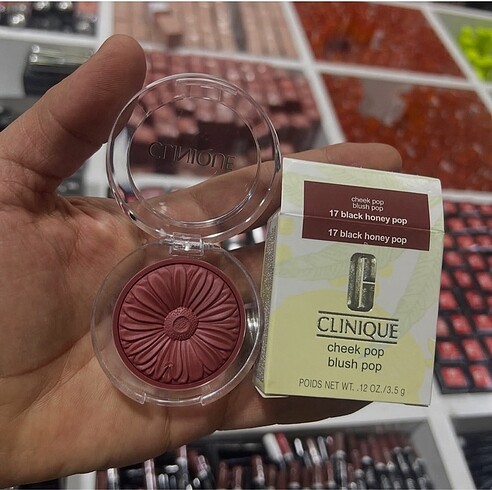 CLINIQUE
cheek pop
blush pop
17 black honey pop
17 black honey pop
CLINIQUE
cheek pop
blush pop
POIDS NET WT. .12 OZ./3.5 g